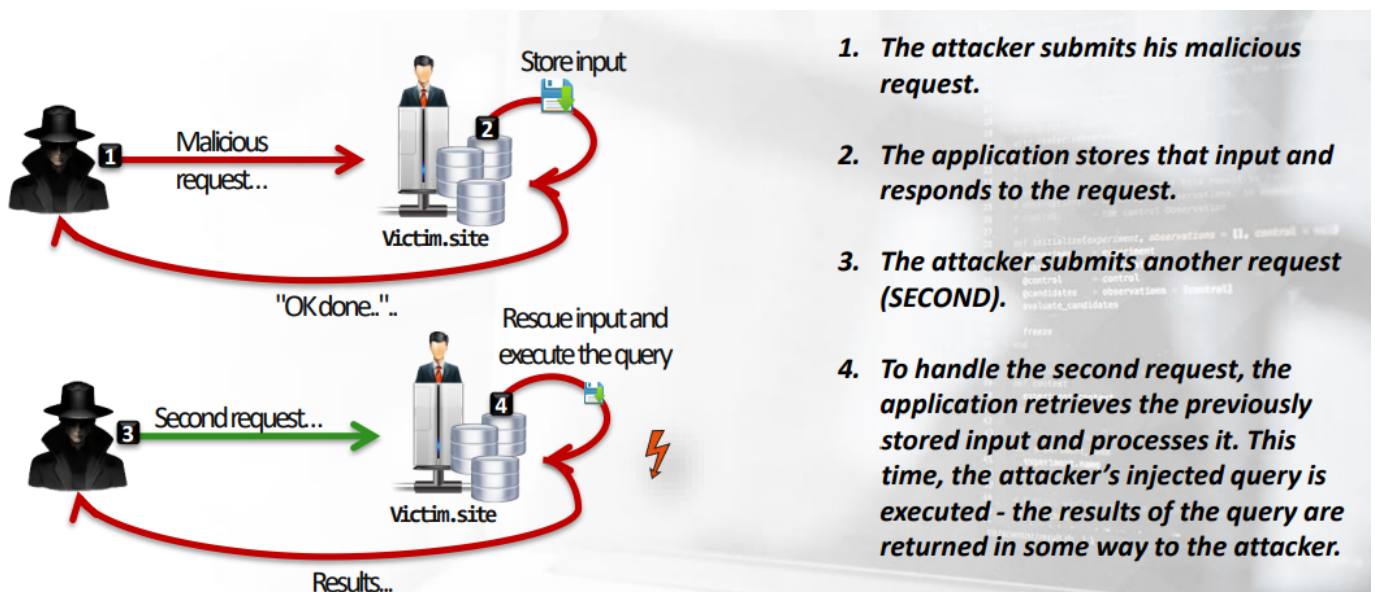 Store input
2
1
Malicious
request...
Victim.site
"OK done.."..
Rescue input and
execute the query
4
3
Second request...
Victim.site
Results...
1. The attacker submits his malicious
request.
2. The application stores that input and
responds to the request.
3. The attacker submits another request
(SECOND).
4. To handle the second request, the
application retrieves the previously
stored input and processes it. This
time, the attacker’s injected query is
executed - the results of the query are
returned in some way to the attacker.